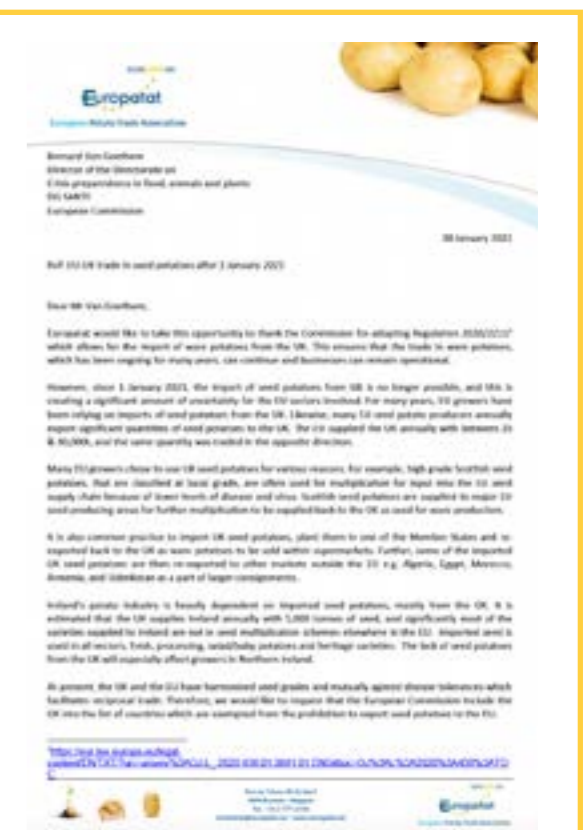 Europatat
European Potato Trade Association
Bernard Van Goethem
Director of the Directorate on
Crisis preparedness in food, animals and plants
DG SANTE
European Commission
January
Ref: EU-UK trade in seed potatoes after 1 January 2021
Dear Mr Van Goethem,
Europatat would like to take this opportunity to thank the Commission for adopting Regulation
which allows for the import of ware potatoes from the UK. This ensures that the trade in ware potatoes,
which has been ongoing for many years, can continue and businesses can remain operational.
However, since 1 January 2021, the import of seed potatoes from GB is no longer possible, and this is
creating a significant amount of uncertainty for the EU sectors involved. For many years, EU growers have
been relying on imports of seed potatoes from the UK. Likewise, many EU seed potato producers annually
export significant quantities of seed potatoes to the UK. The EU supplied the UK annually with between
and the same quantity was traded in the opposite direction.
Many EU growers chose to use UK seed potatoes for various reasons. For example, high grade Scottish seed
potatoes, that are classified at local grade, are often used for multiplication for input into the EU seed
supply chain because of lower levels of disease and virus. Scottish seed potatoes are supplied to major EU
seed producing areas for further multiplication to be supplied back to the UK as seed for ware production.
It is also common practice to import UK seed potatoes, plant them in one of the Member States and re-
exported back to the UK as ware potatoes to be sold within supermarkets. Further, some of the imported
UK seed potatoes are then re-exported to other markets outside the EU e.g. Algeria, Egypt, Morocco,
Armenia, and Uzbekistan as a part of larger consignments.
Ireland's potato industry is heavily dependent on imported seed potatoes, mostly from the UK. It is
estimated that the UK supplies Ireland annually with 5,000 tonnes of seed, and significantly most of the
varieties supplied to Ireland are not in seed multiplication schemes elsewhere in the EU. Imported seed is
used in all sectors, fresh, processing, salad/baby potatoes and heritage varieties. The lack of seed potatoes
from the UK will especially affect growers in Northern Ireland.
At present, the UK and the EU have harmonised seed grades and mutually agreed disease tolerances which
facilitates reciprocal trade. Therefore, we would like to request that the European Commission include the
UK into the list of countries which are exempted from the prohibition to export seed potatoes to the EU.
Europatat